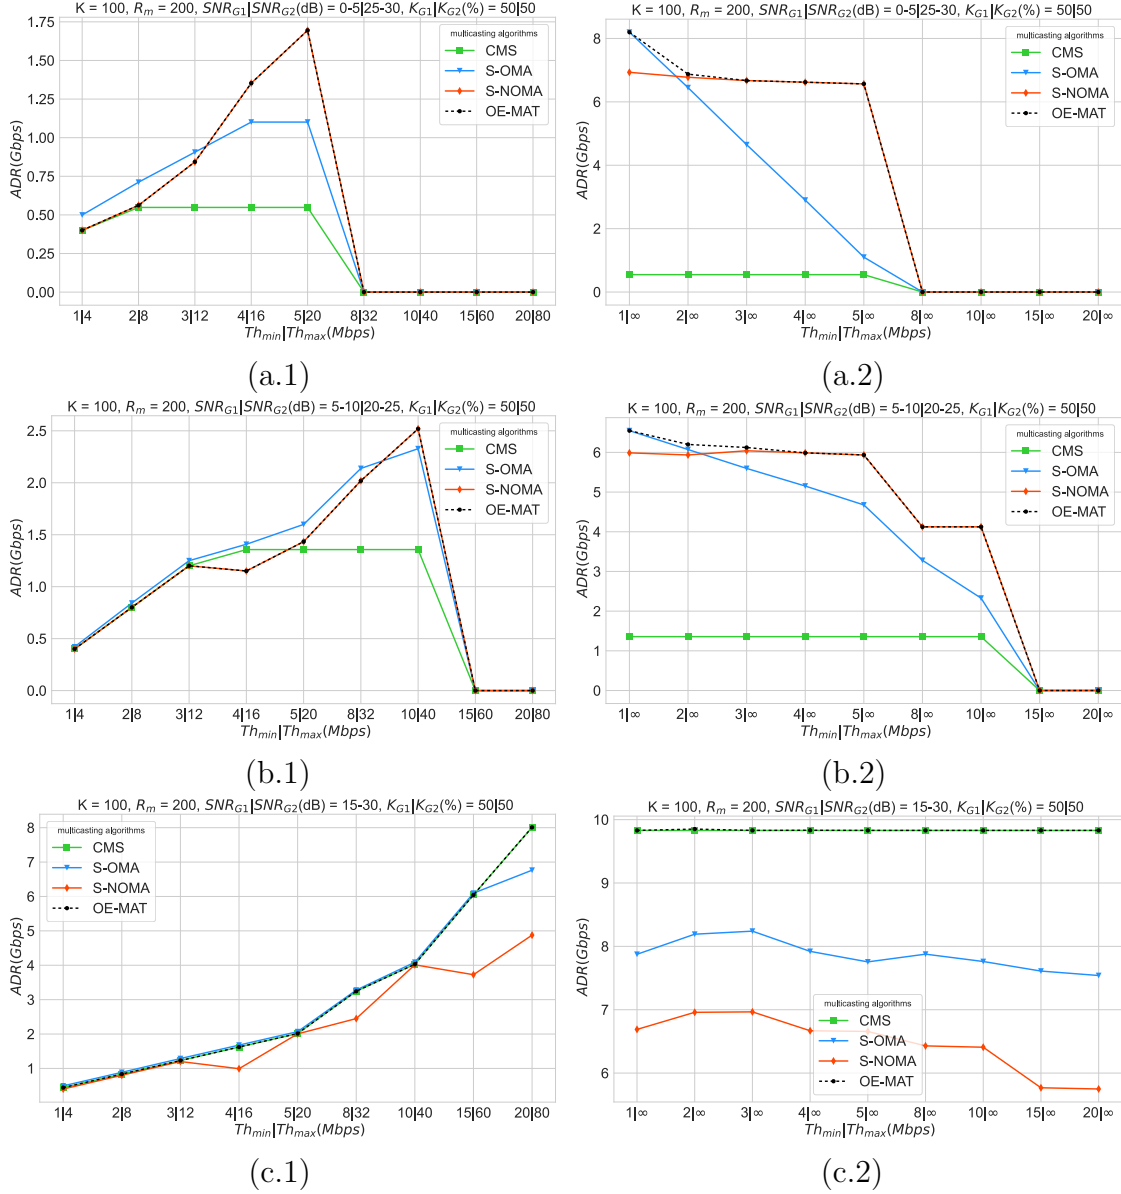 K = 100, R_m = 200, SNR_G1|SNR_G2(dB) = 0-5|25-30, K_G1|K_G2(%) = 50|50
1.75
1.50
1.25
1.00
0.75
0.50
0.25
0.00
ADR(Gbps)
multicasting algorithms
CMS
S-OMA
S-NOMA
OE-MAT
1|4 2|8 3|12 4|16 5|20 8|32 10|40 15|60 20|80
Th_min|Th_max(Mbps)
(a.1)
K = 100, R_m = 200, SNR_G1|SNR_G2(dB) = 0-5|25-30, K_G1|K_G2(%) = 50|50
8
6
4
2
0
ADR(Gbps)
multicasting algorithms
CMS
S-OMA
S-NOMA
OE-MAT
1|∞ 2|∞ 3|∞ 4|∞ 5|∞ 8|∞ 10|∞ 15|∞ 20|∞
Th_min|Th_max(Mbps)
(a.2)
K = 100, R_m = 200, SNR_G1|SNR_G2(dB) = 5-10|20-25, K_G1|K_G2(%) = 50|50
2.5
2.0
1.5
1.0
0.5
0.0
ADR(Gbps)
multicasting algorithms
CMS
S-OMA
S-NOMA
OE-MAT
1|4 2|8 3|12 4|16 5|20 8|32 10|40 15|60 20|80
Th_min|Th_max(Mbps)
(b.1)
K = 100, R_m = 200, SNR_G1|SNR_G2(dB) = 5-10|20-25, K_G1|K_G2(%) = 50|50
6
5
4
3
2
1
0
ADR(Gbps)
multicasting algorithms
CMS
S-OMA
S-NOMA
OE-MAT
1|∞ 2|∞ 3|∞ 4|∞ 5|∞ 8|∞ 10|∞ 15|∞ 20|∞
Th_min|Th_max(Mbps)
(b.2)
K = 100, R_m = 200, SNR_G1|SNR_G2(dB) = 15-30, K_G1|K_G2(%) = 50|50
8
7
6
5
4
3
2
1
ADR(Gbps)
multicasting algorithms
CMS
S-OMA
S-NOMA
OE-MAT
1|4 2|8 3|12 4|16 5|20 8|32 10|40 15|60 20|80
Th_min|Th_max(Mbps)
(c.1)
K = 100, R_m = 200, SNR_G1|SNR_G2(dB) = 15-30, K_G1|K_G2(%) = 50|50
10
9
8
7
6
ADR(Gbps)
multicasting algorithms
CMS
S-OMA
S-NOMA
OE-MAT
1|∞ 2|∞ 3|∞ 4|∞ 5|∞ 8|∞ 10|∞ 15|∞ 20|∞
Th_min|Th_max(Mbps)
(c.2)